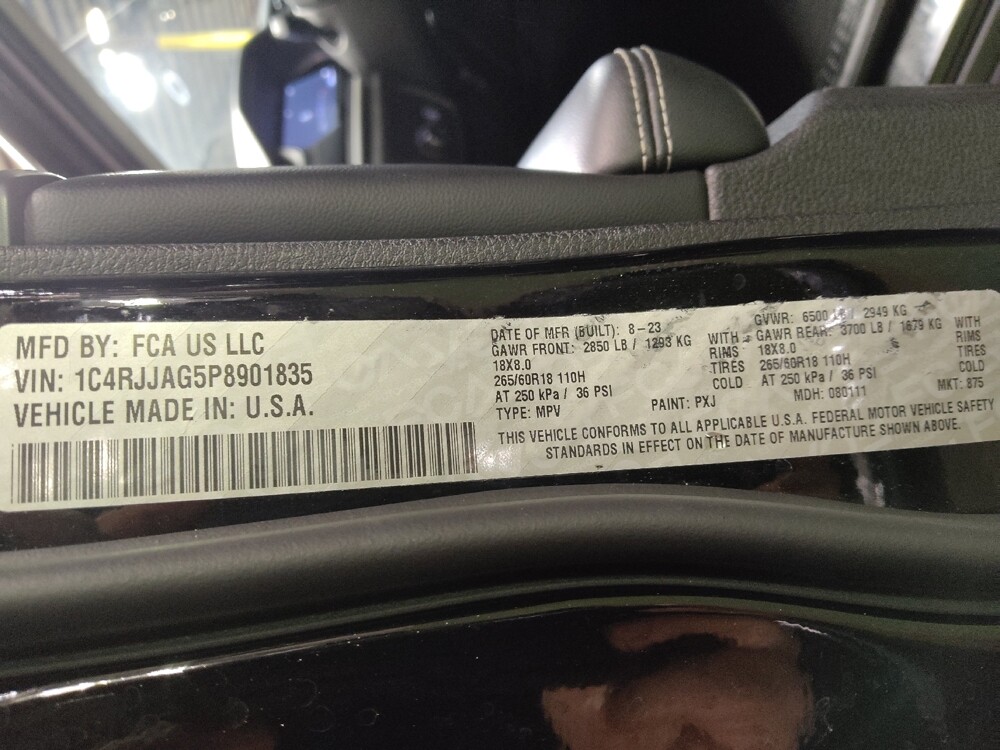 MFD BY: FCA US LLC
VIN: 1C4RJJAG5P8901835
VEHICLE MADE IN: U.S.A.
DATE OF MFR (BUILT): 8-23 GVWR: 6500 LB / 2949 KG
GAWR FRONT: 2850 LB / 1293 KG WITH GAWR REAR: 3700 LB / 1679 KG WITH
18X8.0 RIMS 18X8.0 RIMS
265/60R18 110H TIRES 265/60R18 110H TIRES
AT 250 kPa / 36 PSI COLD AT 250 kPa / 36 PSI COLD
TYPE: MPV PAINT: PXJ MDH: 080111 MKT: 875
THIS VEHICLE CONFORMS TO ALL APPLICABLE U.S.A. FEDERAL MOTOR VEHICLE SAFETY
STANDARDS IN EFFECT ON THE DATE OF MANUFACTURE SHOWN ABOVE.